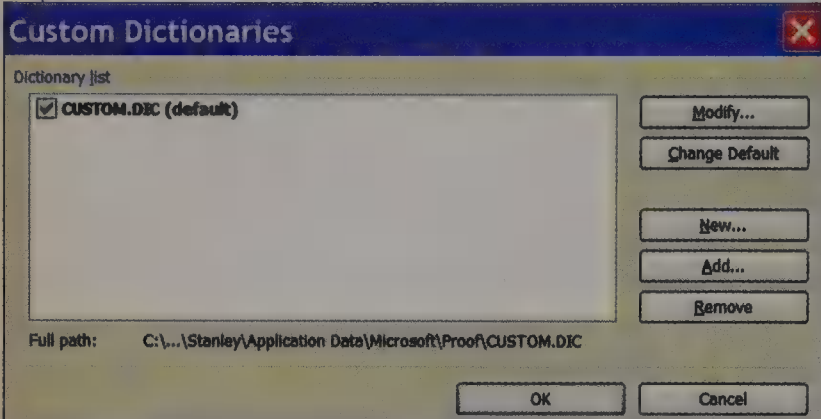 Custom Dictionaries
Dictionary list
CUSTOM.DIC (default)
Modify...
Change Default
New...
Add...
Remove
Full path: C:\...\Stanley\Application Data\Microsoft\Proof\CUSTOM.DIC
OK Cancel